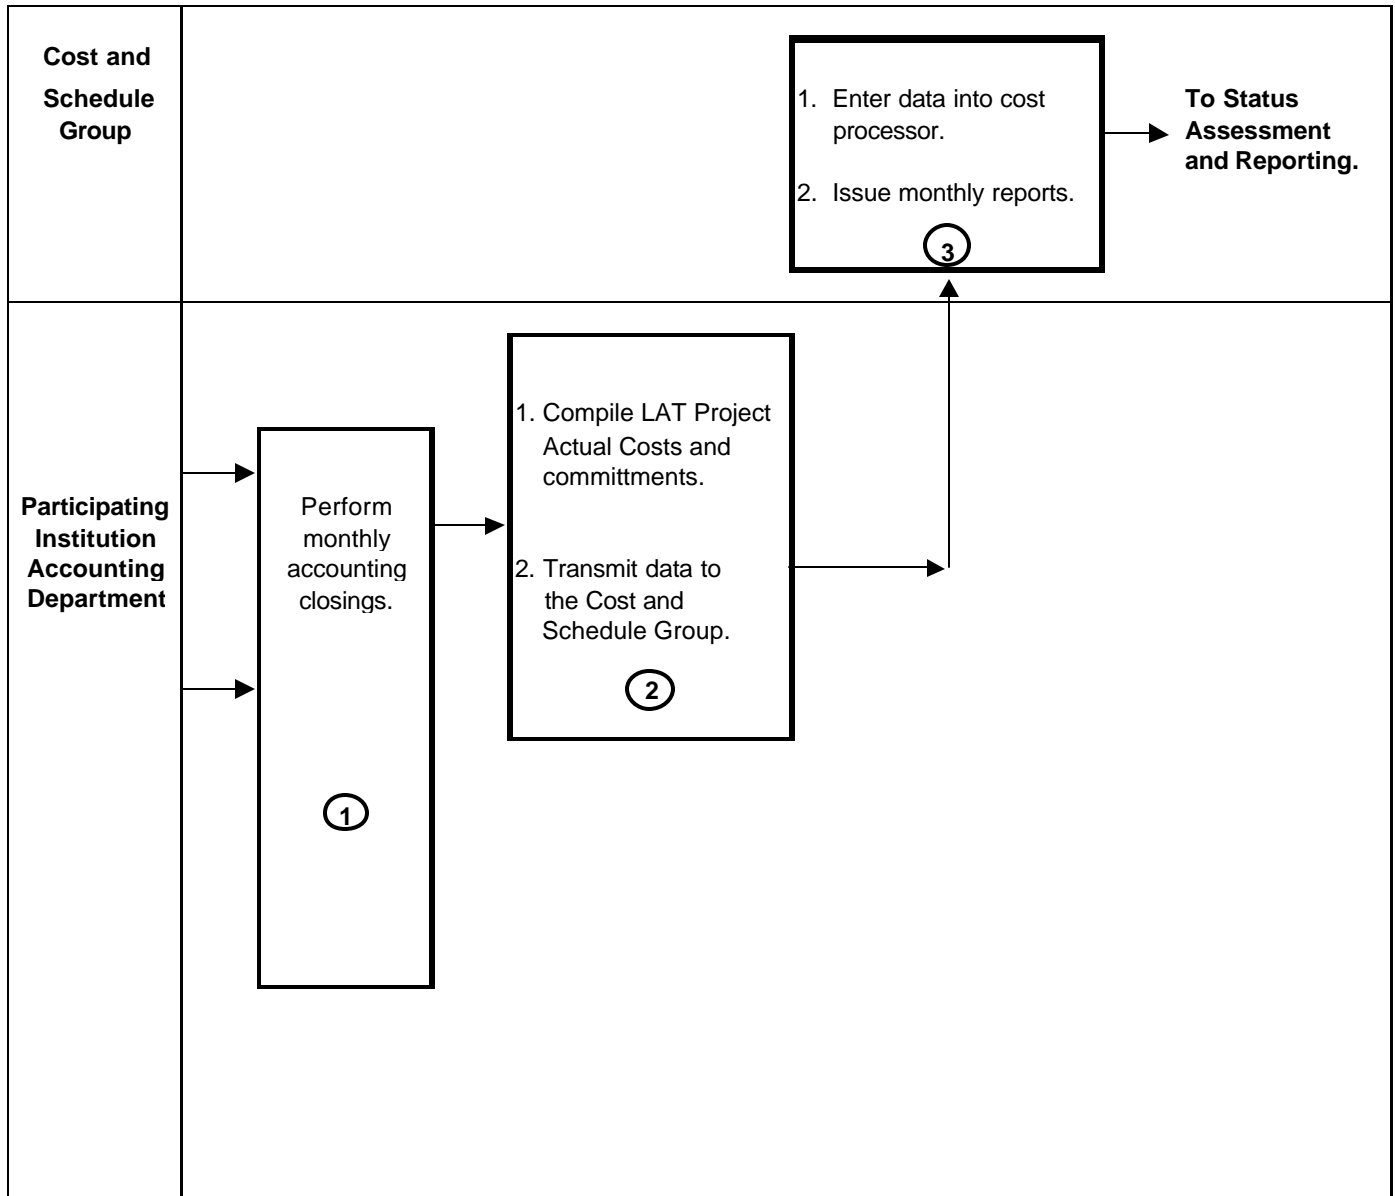 Cost and
Schedule
Group
1. Enter data into cost
processor.
2. Issue monthly reports.
3
To Status
Assessment
and Reporting.
Participating
Institution
Accounting
Department
Perform
monthly
accounting
closings.
1
1. Compile LAT Project
Actual Costs and
committments.
2. Transmit data to
the Cost and
Schedule Group.
2